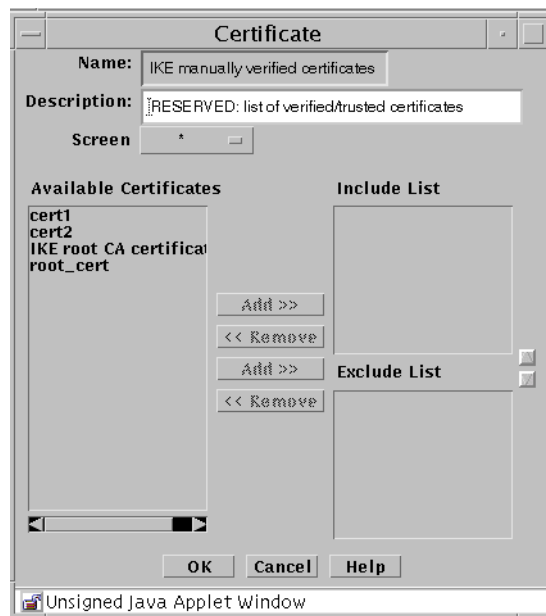 Certificate
Name: IKE manually verified certificates
Description: RESERVED: list of verified/trusted certificates
Screen *
Available Certificates
cert1
cert2
IKE root CA certificat
root_cert
Include List
Add >>
<< Remove
Add >>
<< Remove
Exclude List
OK Cancel Help
Unsigned Java Applet Window